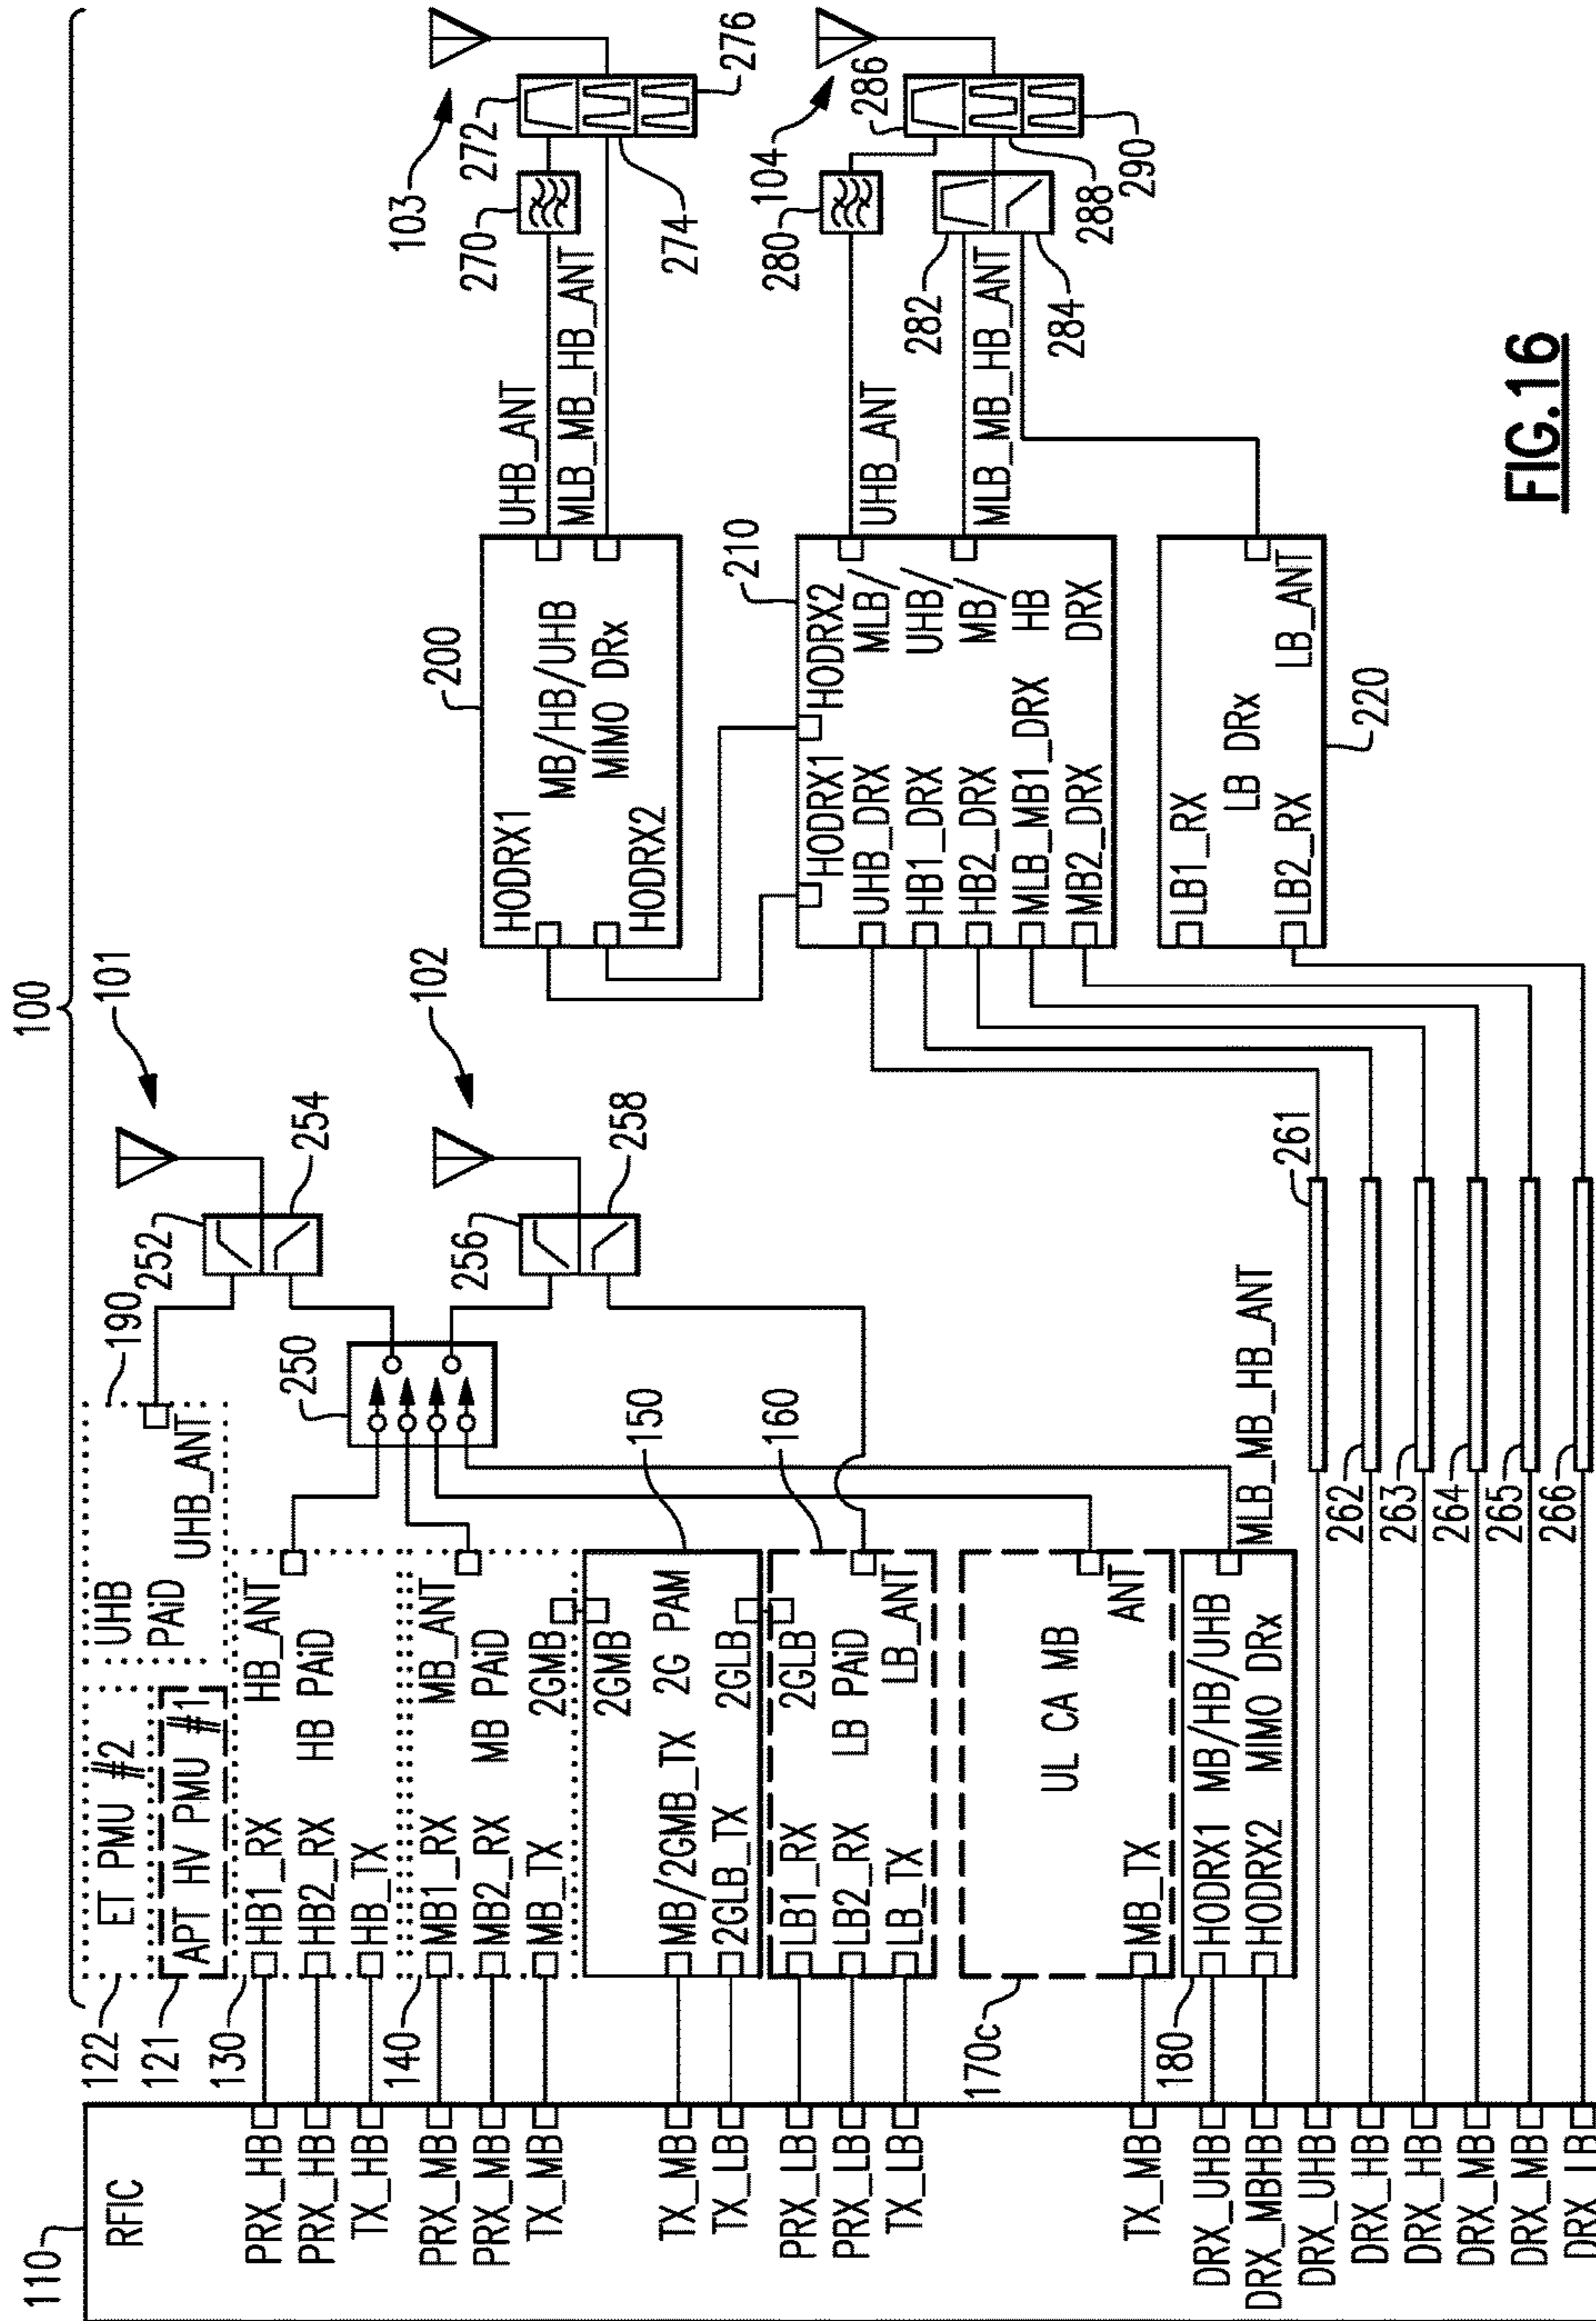 100
110
RFIC
PRX_HB
PRX_HB
TX_HB
PRX_MB
PRX_MB
TX_MB
TX_MB
TX_LB
PRX_LB
PRX_LB
TX_LB
TX_MB
DRX_UHB
DRX_MBHB
DRX_UHB
DRX_HB
DRX_HB
DRX_MB
DRX_MB
DRX_LB
122
ET PMU #2
121
APT HV PMU #1
190
UHB
PAiD
UHB_ANT
130
HB1_RX
HB2_RX
HB_TX
HB_ANT
HB PAiD
140
MB1_RX
MB2_RX
MB_TX
MB_ANT
MB PAiD
2GMB
150
2GMB
MB/2GMB_TX 2G PAM
2GLB_TX
2GLB
160
2GLB
LB1_RX
LB2_RX
LB_TX
LB PAiD
LB_ANT
170c
UL CA MB
MB_TX
ANT
180
HODRX1
HODRX2
MB/HB/UHB
MIMO DRx
MLB_MB_HB_ANT
250
252
254
101
256
258
102
261
262
263
264
265
266
200
HODRX1
MB/HB/UHB
MIMO DRx
HODRX2
UHB_ANT
MLB_MB_HB_ANT
270
272
274
276
103
210
HODRX1
HODRX2
UHB_DRX
HB1_DRX
HB2_DRX
MLB_MB1_DRX
MB2_DRX
MLB/
UHB/
MB/
HB
DRX
UHB_ANT
MLB_MB_HB_ANT
280
282
284
286
288
290
104
220
LB1_RX
LB DRx
LB2_RX
LB_ANT
FIG.16